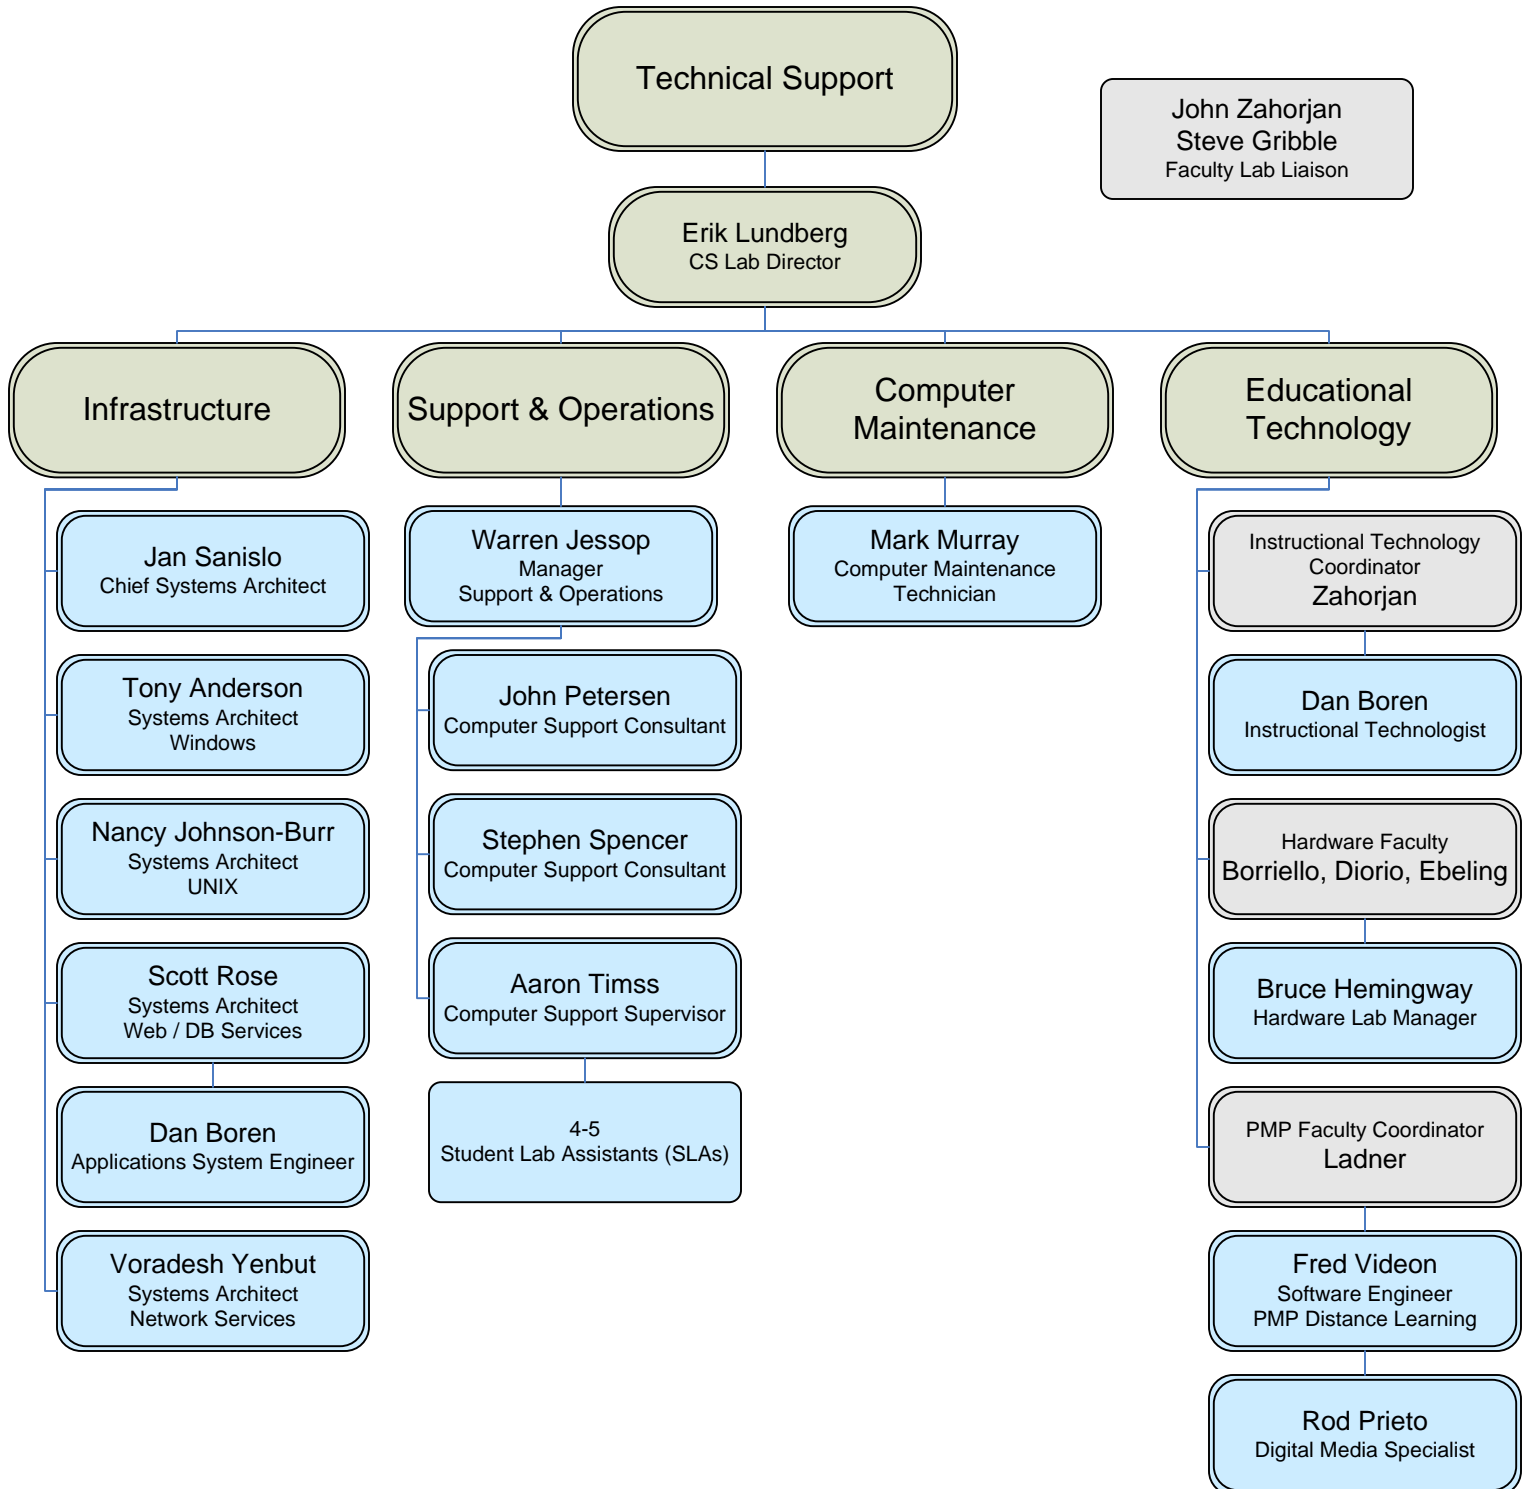 Technical Support
John Zahorjan
Steve Gribble
Faculty Lab Liaison
Erik Lundberg
CS Lab Director
Infrastructure
Support & Operations
Computer
Maintenance
Educational
Technology
Jan Sanislo
Chief Systems Architect
Tony Anderson
Systems Architect
Windows
Nancy Johnson-Burr
Systems Architect
UNIX
Scott Rose
Systems Architect
Web / DB Services
Dan Boren
Applications System Engineer
Voradesh Yenbut
Systems Architect
Network Services
Warren Jessop
Manager
Support & Operations
John Petersen
Computer Support Consultant
Stephen Spencer
Computer Support Consultant
Aaron Timss
Computer Support Supervisor
4-5
Student Lab Assistants (SLAs)
Mark Murray
Computer Maintenance
Technician
Instructional Technology
Coordinator
Zahorjan
Dan Boren
Instructional Technologist
Hardware Faculty
Borriello, Diorio, Ebeling
Bruce Hemingway
Hardware Lab Manager
PMP Faculty Coordinator
Ladner
Fred Videon
Software Engineer
PMP Distance Learning
Rod Prieto
Digital Media Specialist